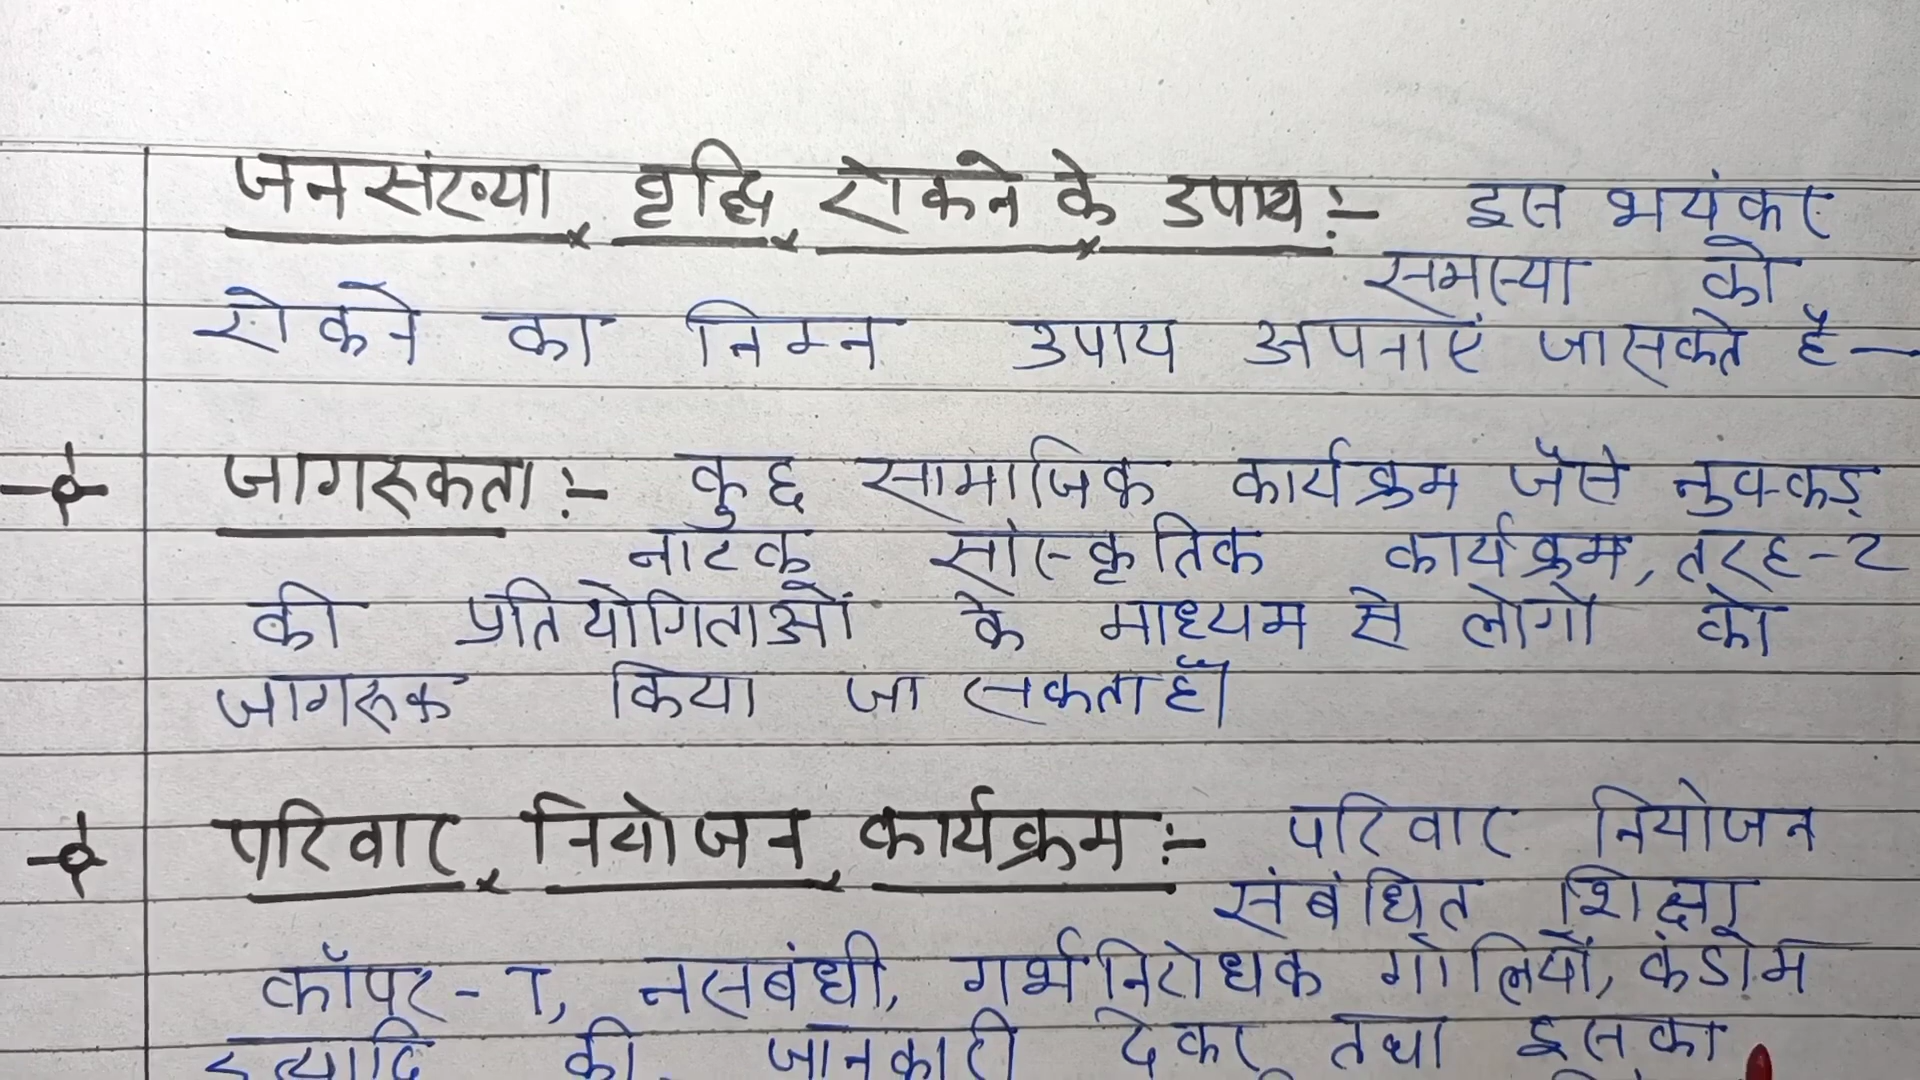 जनसंख्या वृद्धि रोकने के उपाय :- इस भयंकर
समस्या को
रोकने का निम्न उपाय अपनाएं जा सकते है —
जागरूकता :- कुछ सामाजिक कार्यक्रम जैसे नुक्कड़
नाटक सांस्कृतिक कार्यक्रम, तरह-2
की प्रतियोगिताओं के माध्यम से लोगों को
जागरूक किया जा सकता है।
परिवार नियोजन कार्यक्रम :- परिवार नियोजन
संबंधित शिक्षा
कॉपर-T, नसबंधी, गर्भनिरोधक गोलियों, कंडोम
इत्यादि की जानकारी देकर तथा इसका